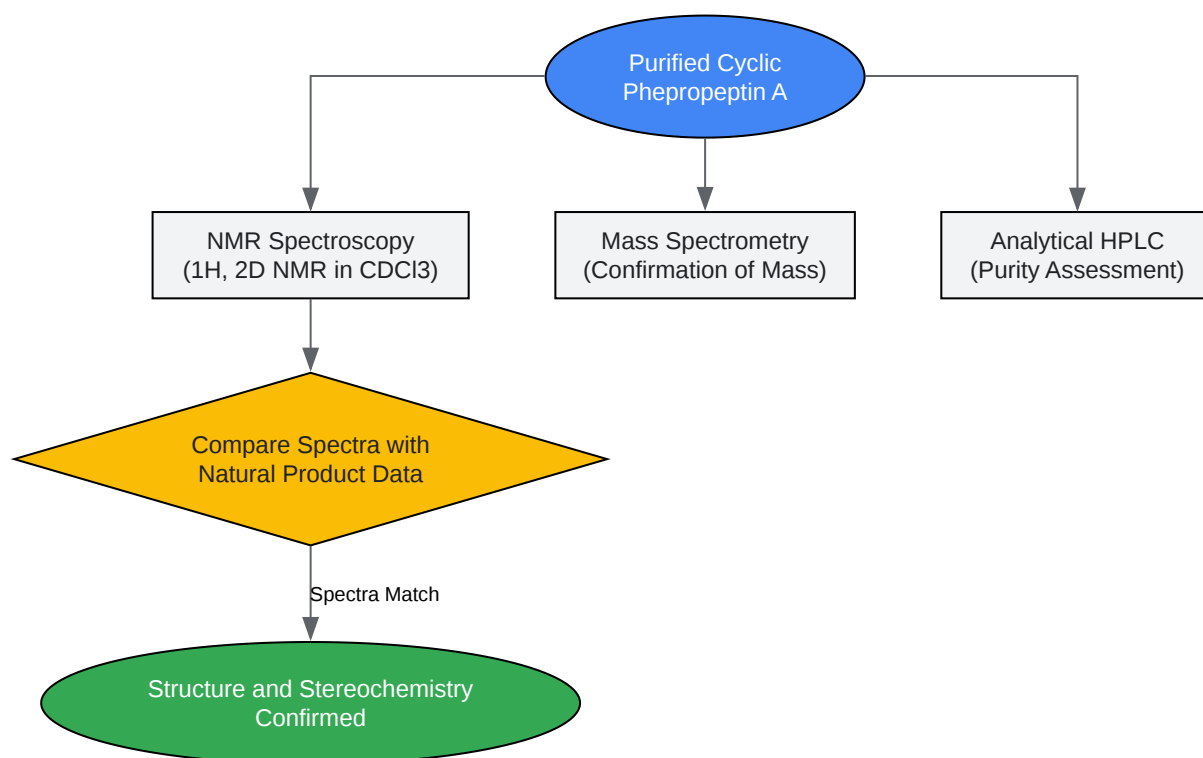 Purified Cyclic
Phepropeptin A
NMR Spectroscopy
(1H, 2D NMR in CDCl3)
Mass Spectrometry
(Confirmation of Mass)
Analytical HPLC
(Purity Assessment)
Compare Spectra with
Natural Product Data
Spectra Match
Structure and Stereochemistry
Confirmed